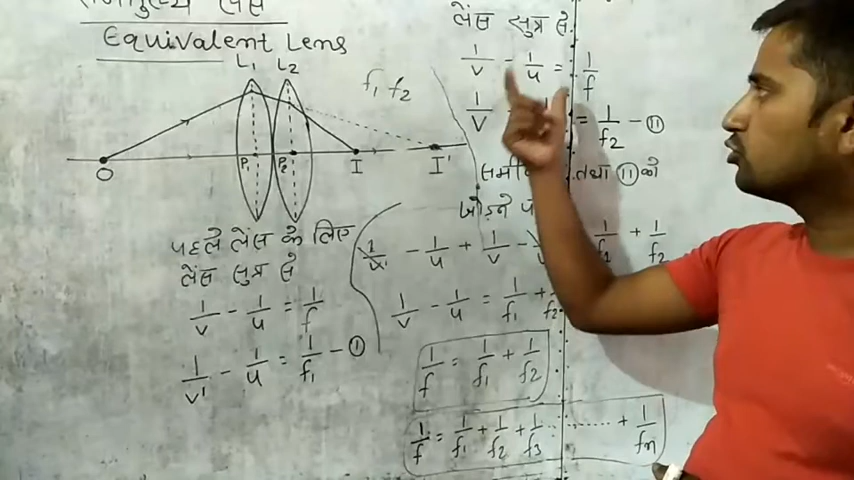 लेंस
Equivalent Lens
L₁ L₂
f₁ f₂
O P₁ P₂ I I'
पहले लेंस के लिए
लेंस सूत्र से
1/v - 1/u = 1/f
1/v' - 1/u = 1/f₁ - ①
लेंस सूत्र से
1/v - 1/u = 1/f
1/v = 1/f₂ - ⑪
तथा ⑪ को
जोड़ने
1/v' - 1/u + 1/v - 1/f₁ + 1/f₂
1/v - 1/u = 1/f₁ + 1/f₂
1/f = 1/f₁ + 1/f₂
1/f = 1/f₁ + 1/f₂ + 1/f₃ ........ + 1/fn